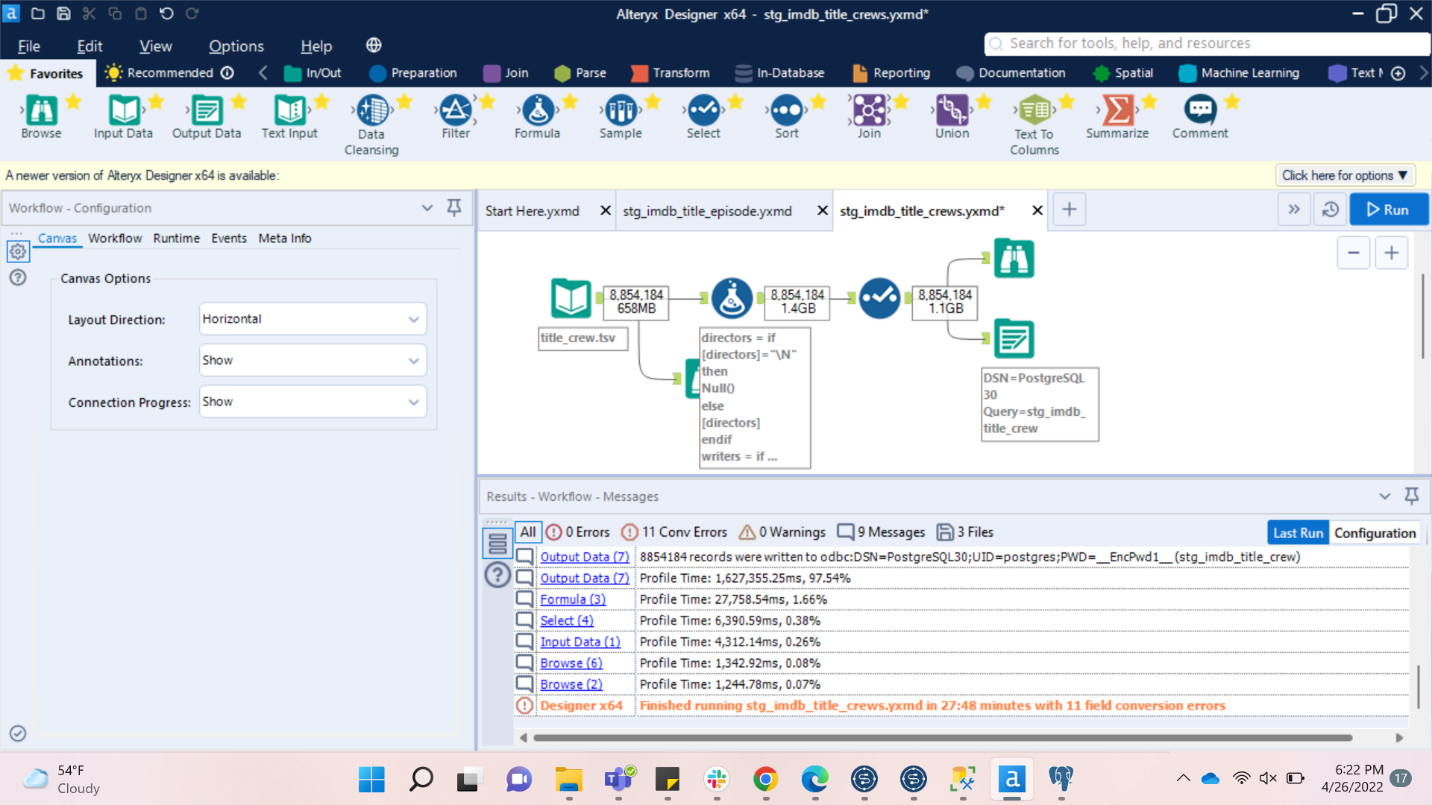 Alteryx Designer x64 - stg_imdb_title_crews.yxmd*
File Edit View Options Help
Search for tools, help, and resources
Favorites Recommended In/Out Preparation Join Parse Transform In-Database Reporting Documentation Spatial Machine Learning Text
Browse Input Data Output Data Text Input Data Cleansing Filter Formula Sample Select Sort Join Union Text To Columns Summarize Comment
A newer version of Alteryx Designer x64 is available:
Click here for options ▼
Workflow - Configuration
Start Here.yxmd stg_imdb_title_episode.yxmd stg_imdb_title_crews.yxmd*
Run
Canvas Workflow Runtime Events Meta Info
Canvas Options
Layout Direction: Horizontal
Annotations: Show
Connection Progress: Show
8,854,184
658MB
8,854,184
1.4GB
8,854,184
1.1GB
title_crew.tsv
directors = if
[directors]="\N"
then
Null()
else
[directors]
endif
writers = if ...
DSN=PostgreSQL
30
Query=stg_imdb_
title_crew
Results - Workflow - Messages
All 0 Errors 11 Conv Errors 0 Warnings 9 Messages 3 Files
Last Run Configuration
Output Data (7) 8854184 records were written to odbc:DSN=PostgreSQL30;UID=postgres;PWD=__EncPwd1__ (stg_imdb_title_crew)
Output Data (7) Profile Time: 1,627,355.25ms, 97.54%
Formula (3) Profile Time: 27,758.54ms, 1.66%
Select (4) Profile Time: 6,390.59ms, 0.38%
Input Data (1) Profile Time: 4,312.14ms, 0.26%
Browse (6) Profile Time: 1,342.92ms, 0.08%
Browse (2) Profile Time: 1,244.78ms, 0.07%
Designer x64 Finished running stg_imdb_title_crews.yxmd in 27:48 minutes with 11 field conversion errors
54°F
Cloudy
6:22 PM
4/26/2022
17